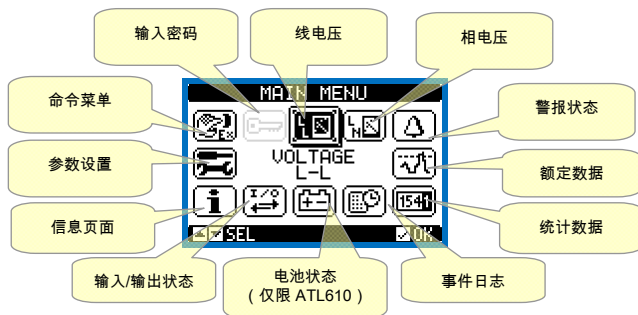 输入密码
线电压
相电压
命令菜单
警报状态
参数设置
额定数据
信息页面
统计数据
输入/输出状态
电池状态
（仅限 ATL610）
事件日志
MAIN MENU
EX
L
L
N
VOLTAGE
L-L
I/O
154
SEL
OK